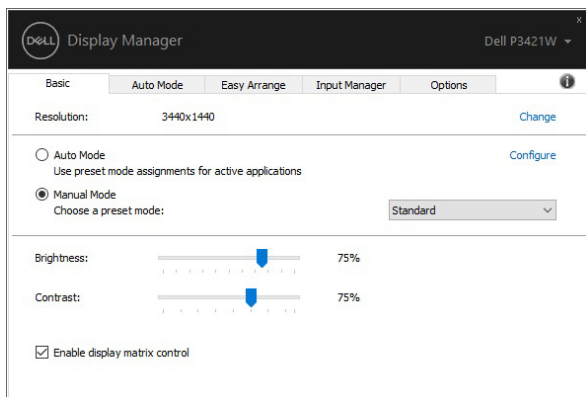 DELL Display Manager
Dell P3421W
Basic Auto Mode Easy Arrange Input Manager Options
Resolution: 3440x1440 Change
Auto Mode Configure
Use preset mode assignments for active applications
Manual Mode
Choose a preset mode: Standard
Brightness: 75%
Contrast: 75%
Enable display matrix control